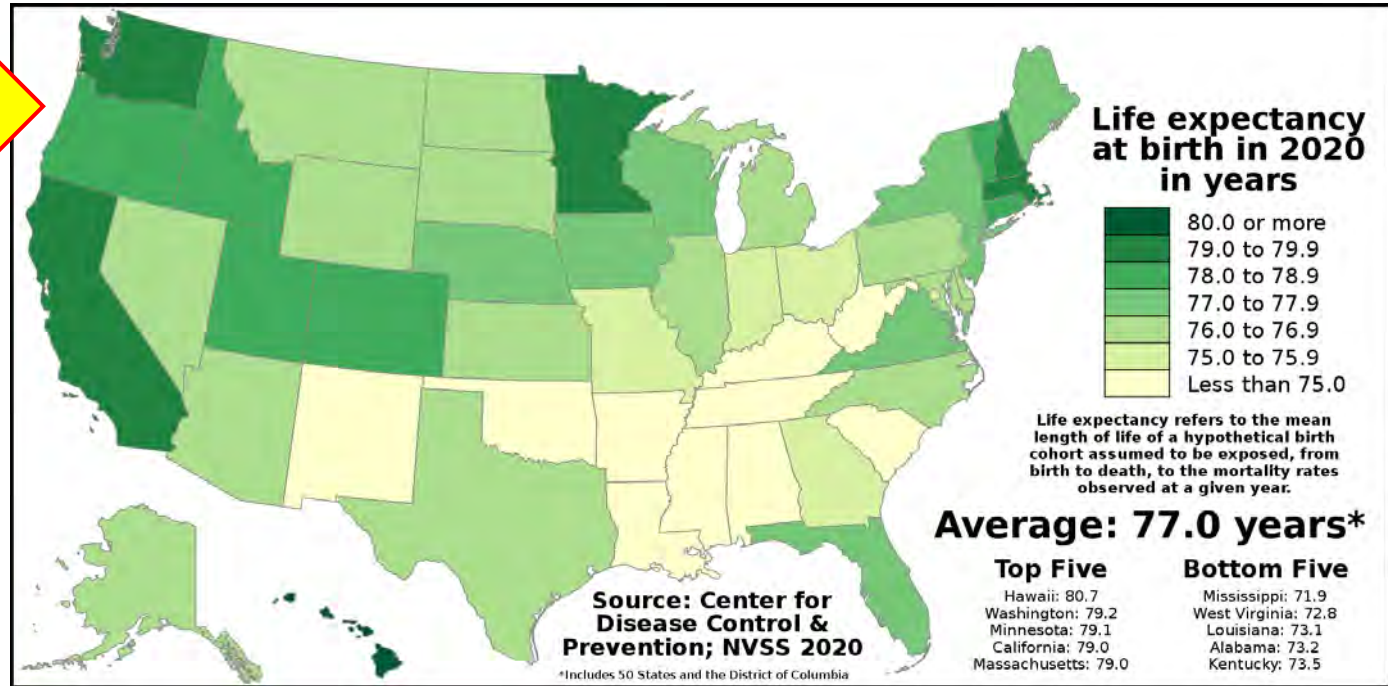 Life expectancy
at birth in 2020
in years
80.0 or more
79.0 to 79.9
78.0 to 78.9
77.0 to 77.9
76.0 to 76.9
75.0 to 75.9
Less than 75.0
Life expectancy refers to the mean
length of life of a hypothetical birth
cohort assumed to be exposed, from
birth to death, to the mortality rates
observed at a given year.
Average: 77.0 years*
Top Five
Hawaii: 80.7
Washington: 79.2
Minnesota: 79.1
California: 79.0
Massachusetts: 79.0
Bottom Five
Mississippi: 71.9
West Virginia: 72.8
Louisiana: 73.1
Alabama: 73.2
Kentucky: 73.5
Source: Center for
Disease Control &
Prevention; NVSS 2020
*Includes 50 States and the District of Columbia